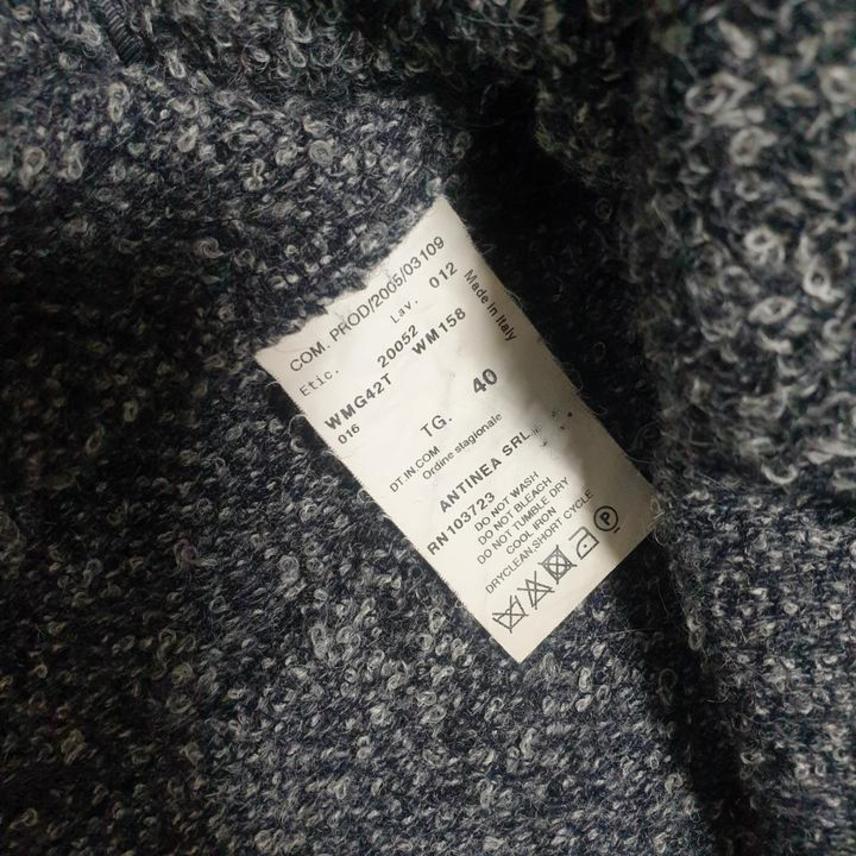 COM. PROD/2005/03109
Etic. 20052 Lav. 012
WMG42T WM158 Made in Italy
016
TG. 40
DT.IN.COM
Ordine stagionale
ANTINEA SRL
RN103723
DO NOT WASH
DO NOT BLEACH
DO NOT TUMBLE DRY
COOL IRON
DRYCLEAN,SHORT CYCLE
P